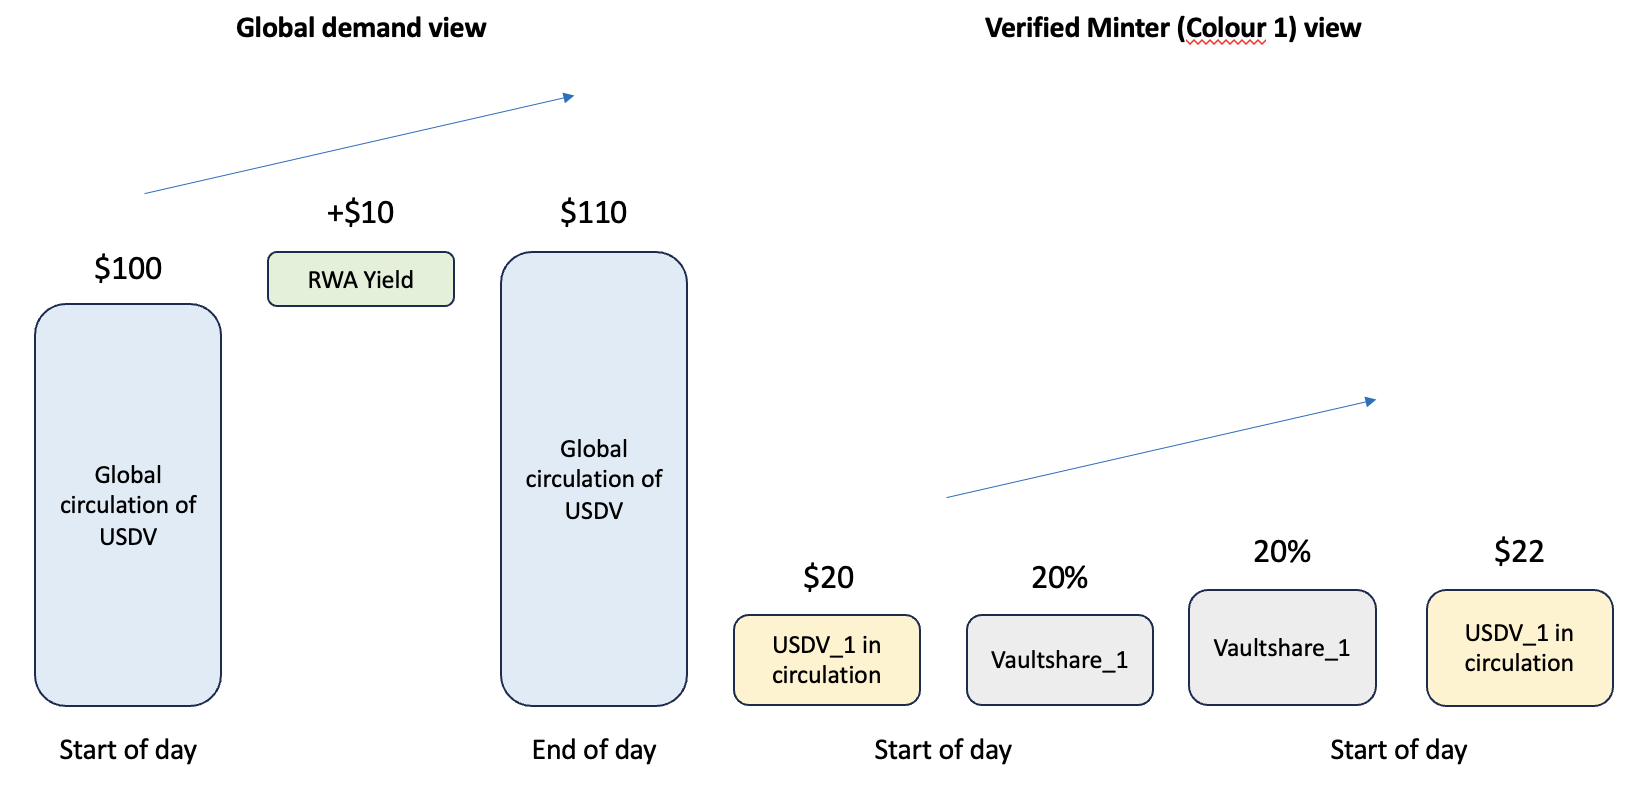 Global demand view
Verified Minter (Colour 1) view
+$10
$110
$100
RWA Yield
Global
circulation of
USDV
Global
circulation of
USDV
$20
20%
20%
$22
USDV_1 in
circulation
Vaultshare_1
Vaultshare_1
USDV_1 in
circulation
Start of day
End of day
Start of day
Start of day